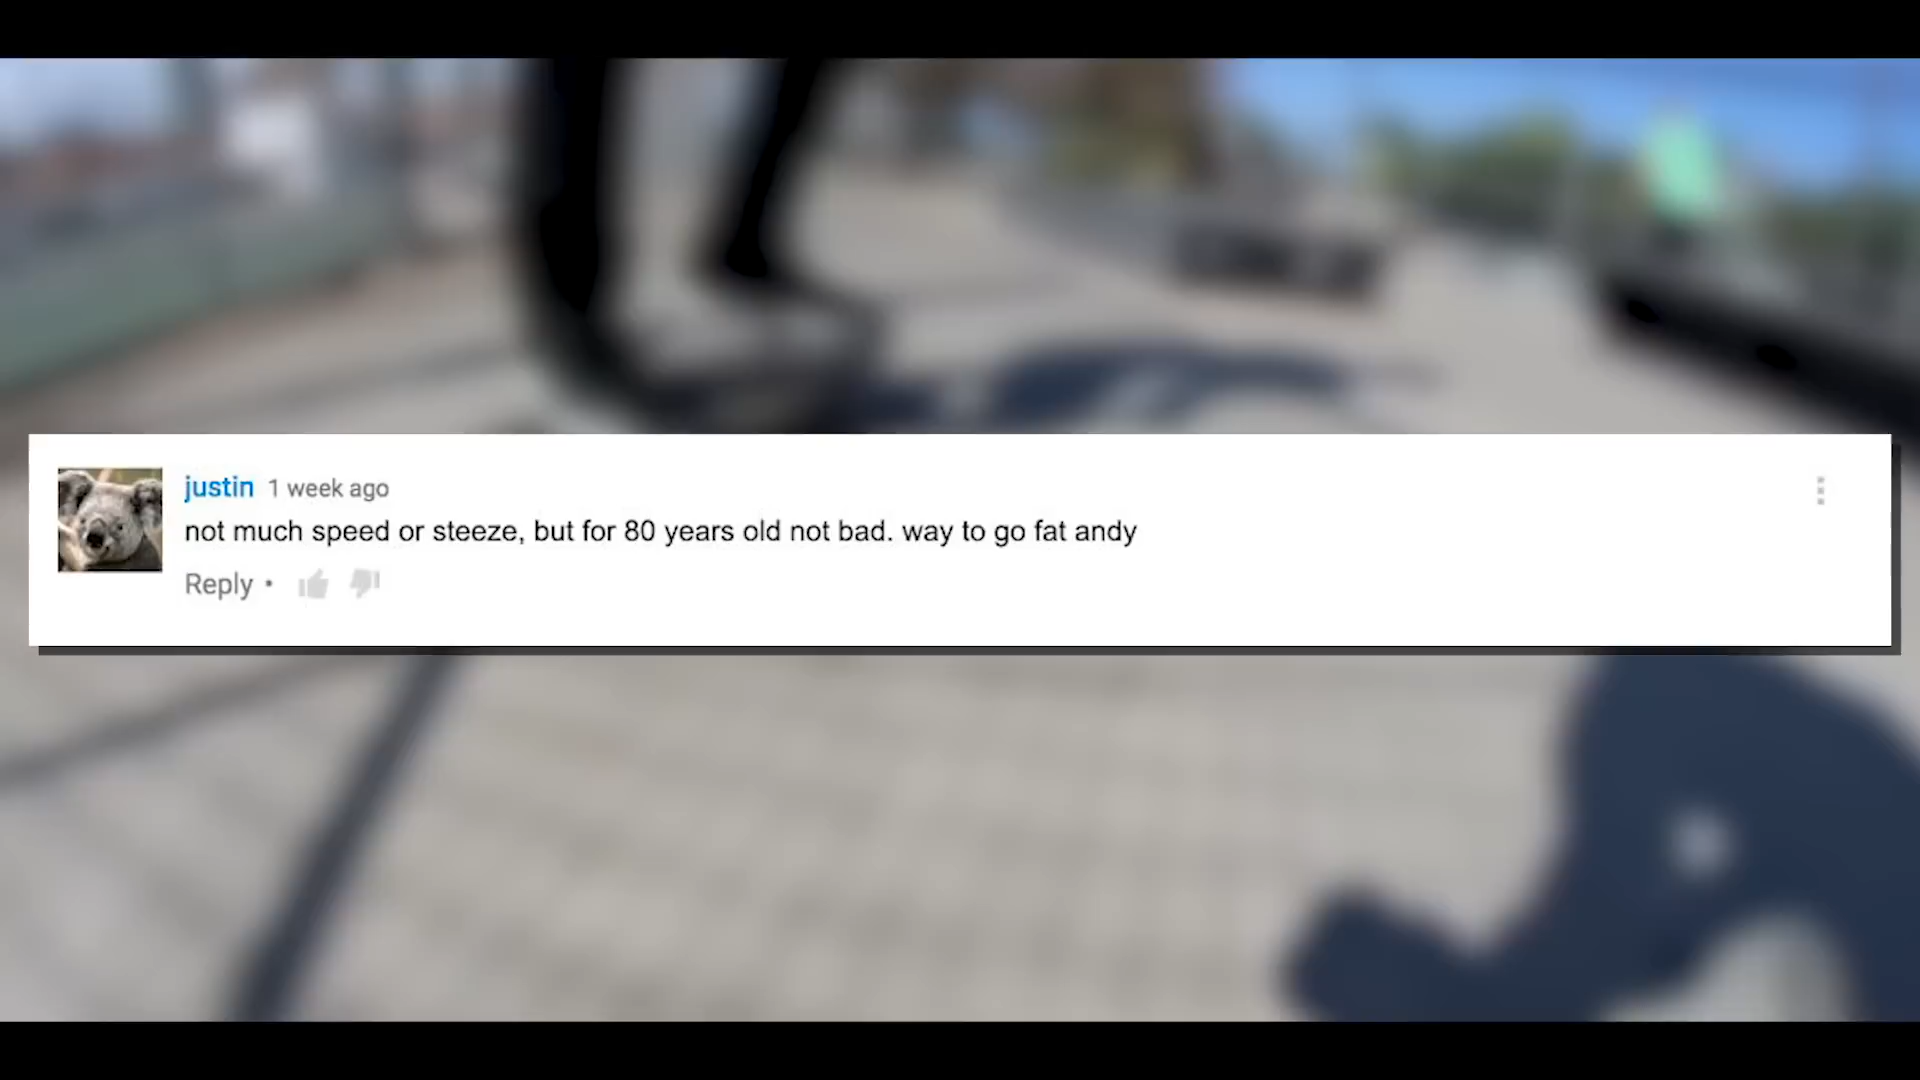 justin 1 week ago
not much speed or steeze, but for 80 years old not bad. way to go fat andy
Reply •